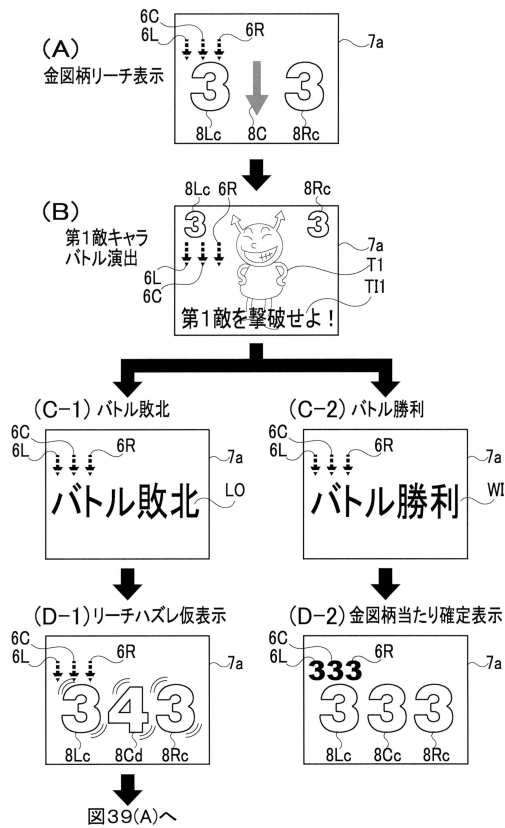 (A)
金図柄リーチ表示
6C
6L
6R
7a
3
3
8Lc
8C
8Rc
(B)
第1敵キャラ
バトル演出
8Lc
6R
8Rc
3
3
7a
T1
TI1
6L
6C
第1敵を撃破せよ！
(C-1) バトル敗北
6C
6L
6R
7a
バトル敗北
LO
(C-2) バトル勝利
6C
6L
6R
7a
バトル勝利
WI
(D-1) リーチハズレ仮表示
6C
6L
6R
7a
3 4 3
8Lc
8Cd
8Rc
図39(A)へ
(D-2) 金図柄当たり確定表示
6C
6L
6R
7a
333
3 3 3
8Lc
8Cc
8Rc